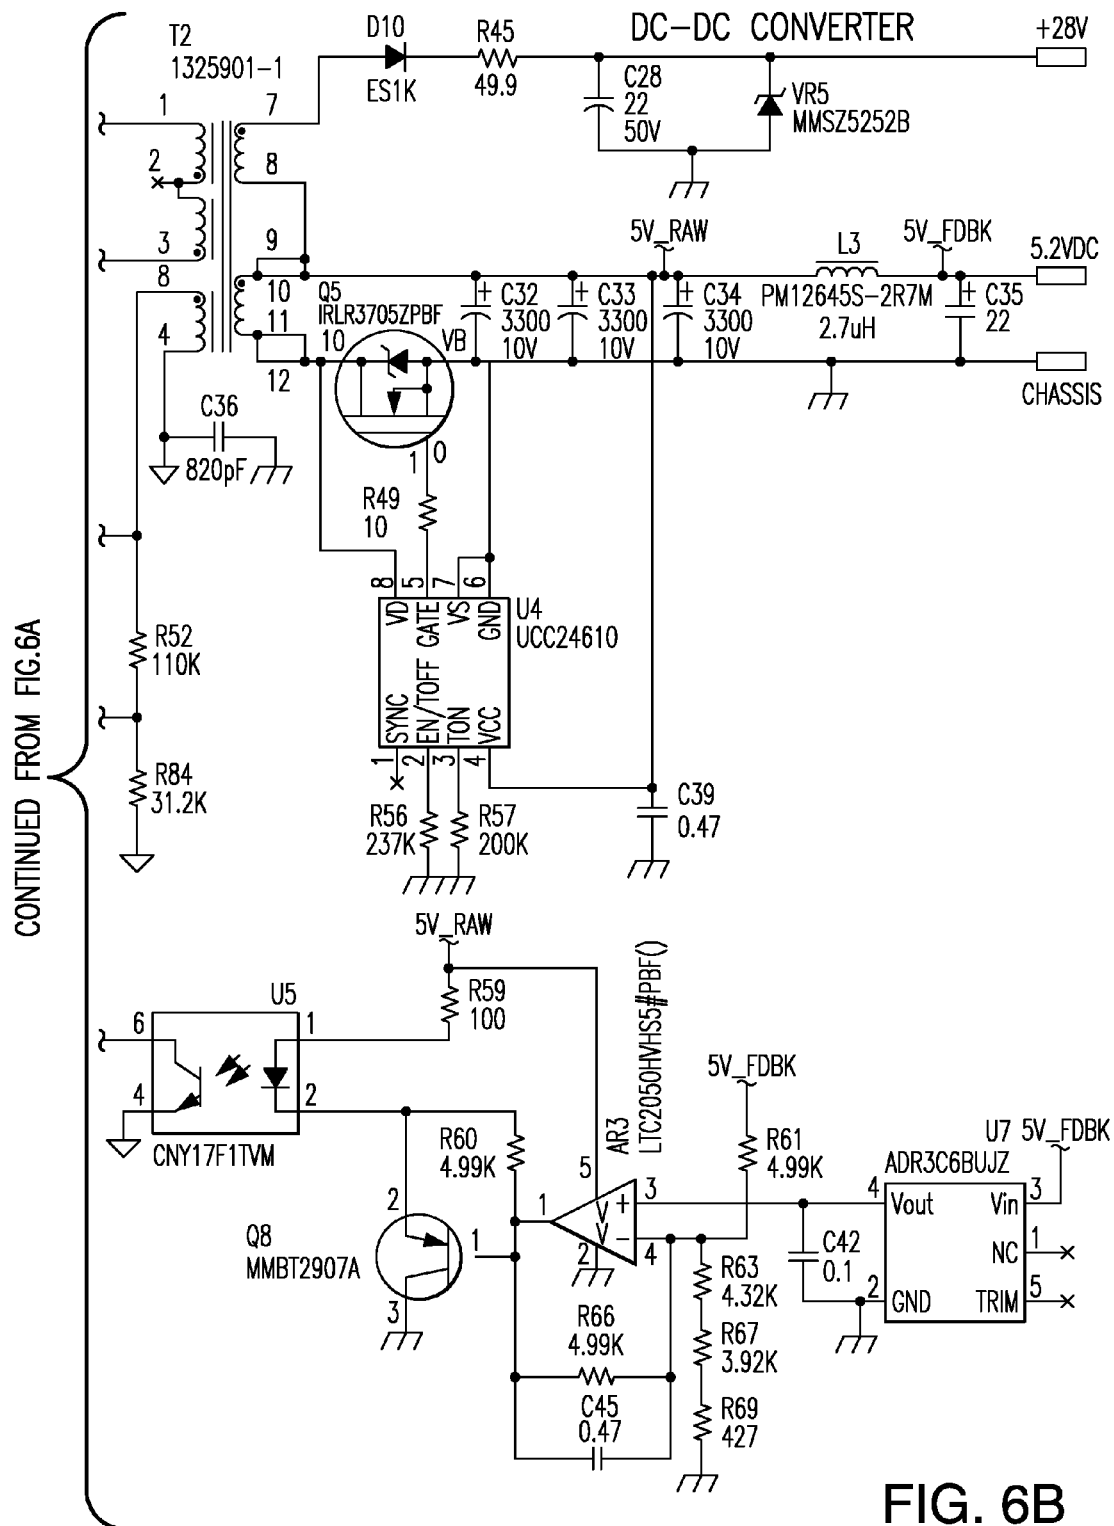 DC-DC CONVERTER
T2
1325901-1
D10
ES1K
R45
49.9
C28
22
50V
VR5
MMSZ5252B
+28V
1
7
2
8
3
9
8
10
11
4
12
Q5
IRLR3705ZPBF
10
VB
1
0
5V_RAW
L3
PM12645S-2R7M
2.7uH
5V_FDBK
5.2VDC
+
C32
3300
10V
+
C33
3300
10V
+
C34
3300
10V
+
C35
22
CHASSIS
C36
820pF
R49
10
8
5
7
6
VD
GATE
VS
GND
U4
UCC24610
SYNC
EN/TOFF
TON
VCC
1
2
3
4
R52
110K
R84
31.2K
R56
237K
R57
200K
C39
0.47
CONTINUED FROM FIG.6A
5V_RAW
R59
100
U5
6
1
4
2
CNY17F1TVM
R60
4.99K
AR3
LTC2050HVHS5#PBF()
5
1
V
+
3
V
-
2
4
5V_FDBK
R61
4.99K
U7
5V_FDBK
ADR3C6BUJZ
4
Vout
Vin
3
NC
1
2
GND
TRIM
5
C42
0.1
Q8
MMBT2907A
2
1
3
R63
4.32K
R67
3.92K
R69
427
R66
4.99K
C45
0.47
FIG. 6B